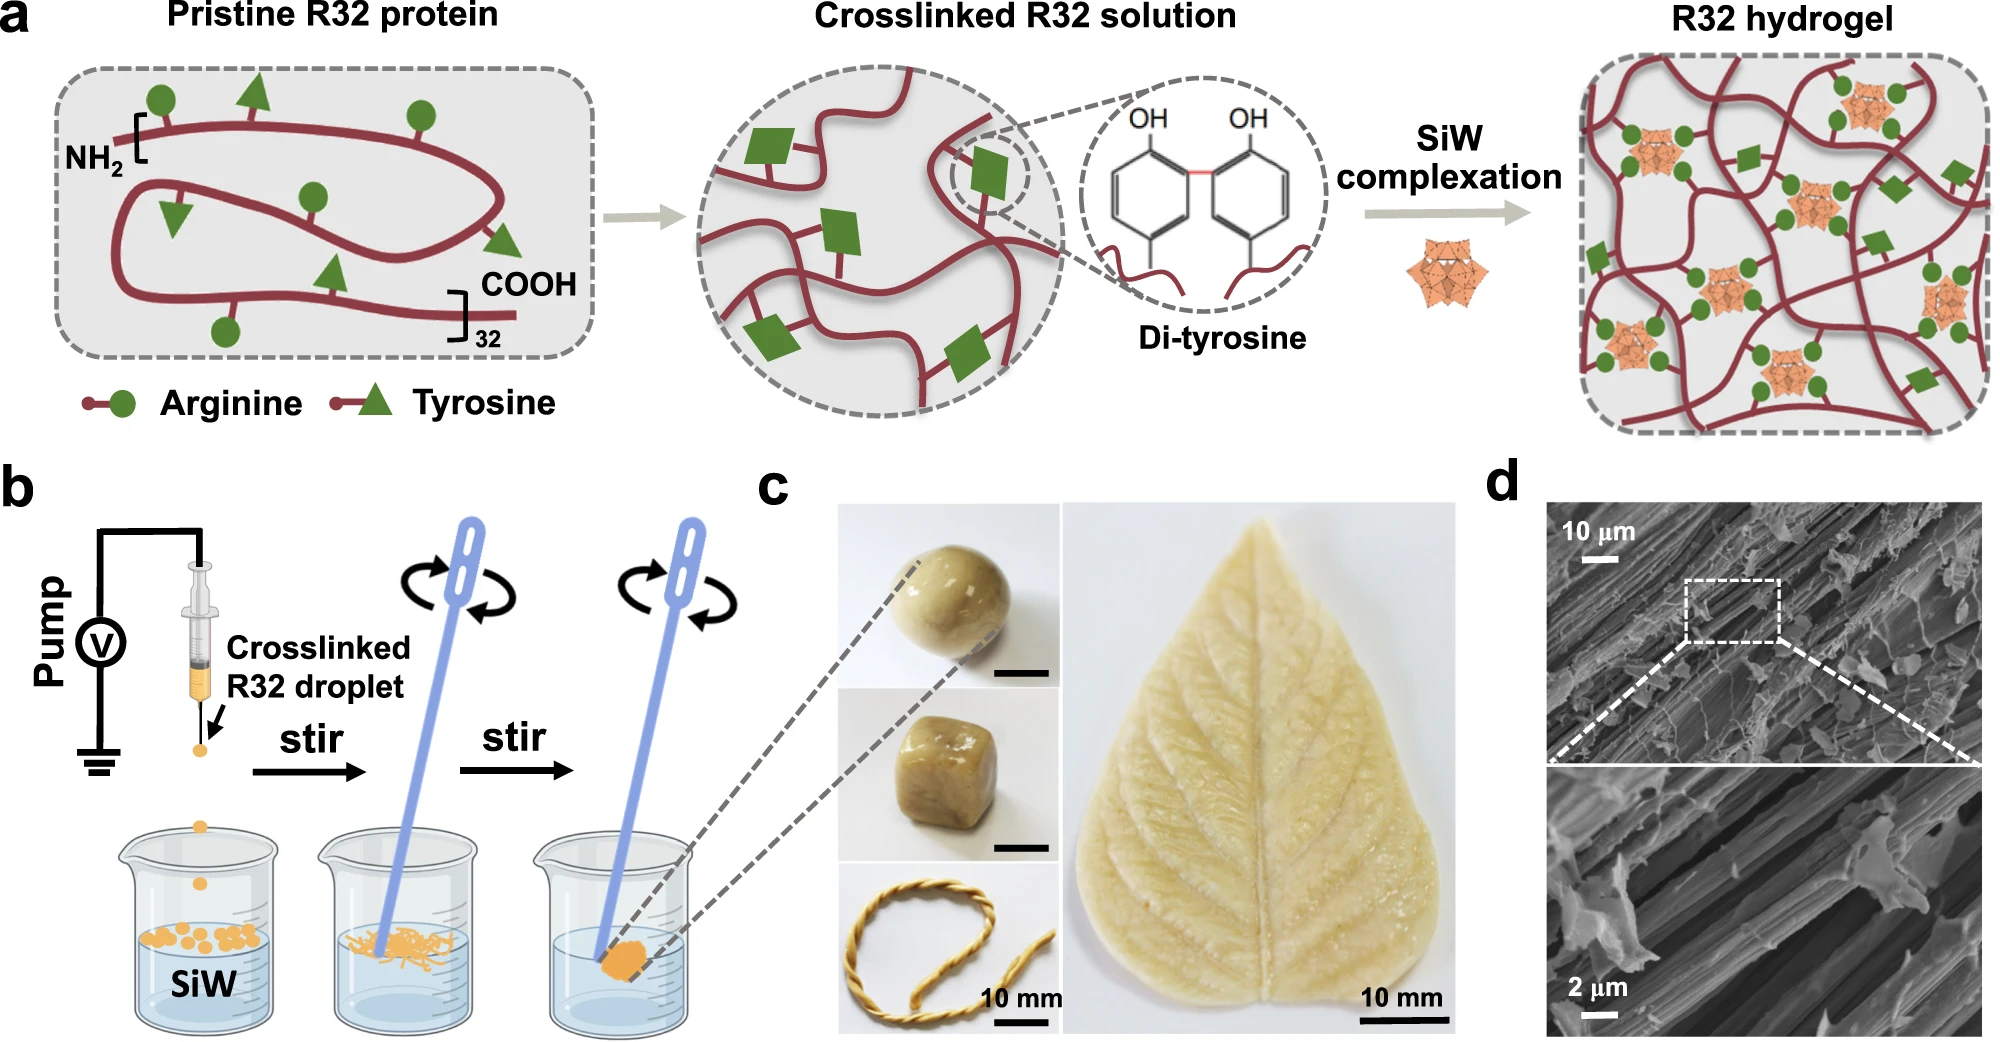 a
Pristine R32 protein
Crosslinked R32 solution
R32 hydrogel
NH2
COOH
32
OH
OH
Di-tyrosine
SiW
complexation
Arginine
Tyrosine
b
Pump
V
Crosslinked
R32 droplet
stir
stir
SiW
c
10 mm
10 mm
d
10 μm
2 μm